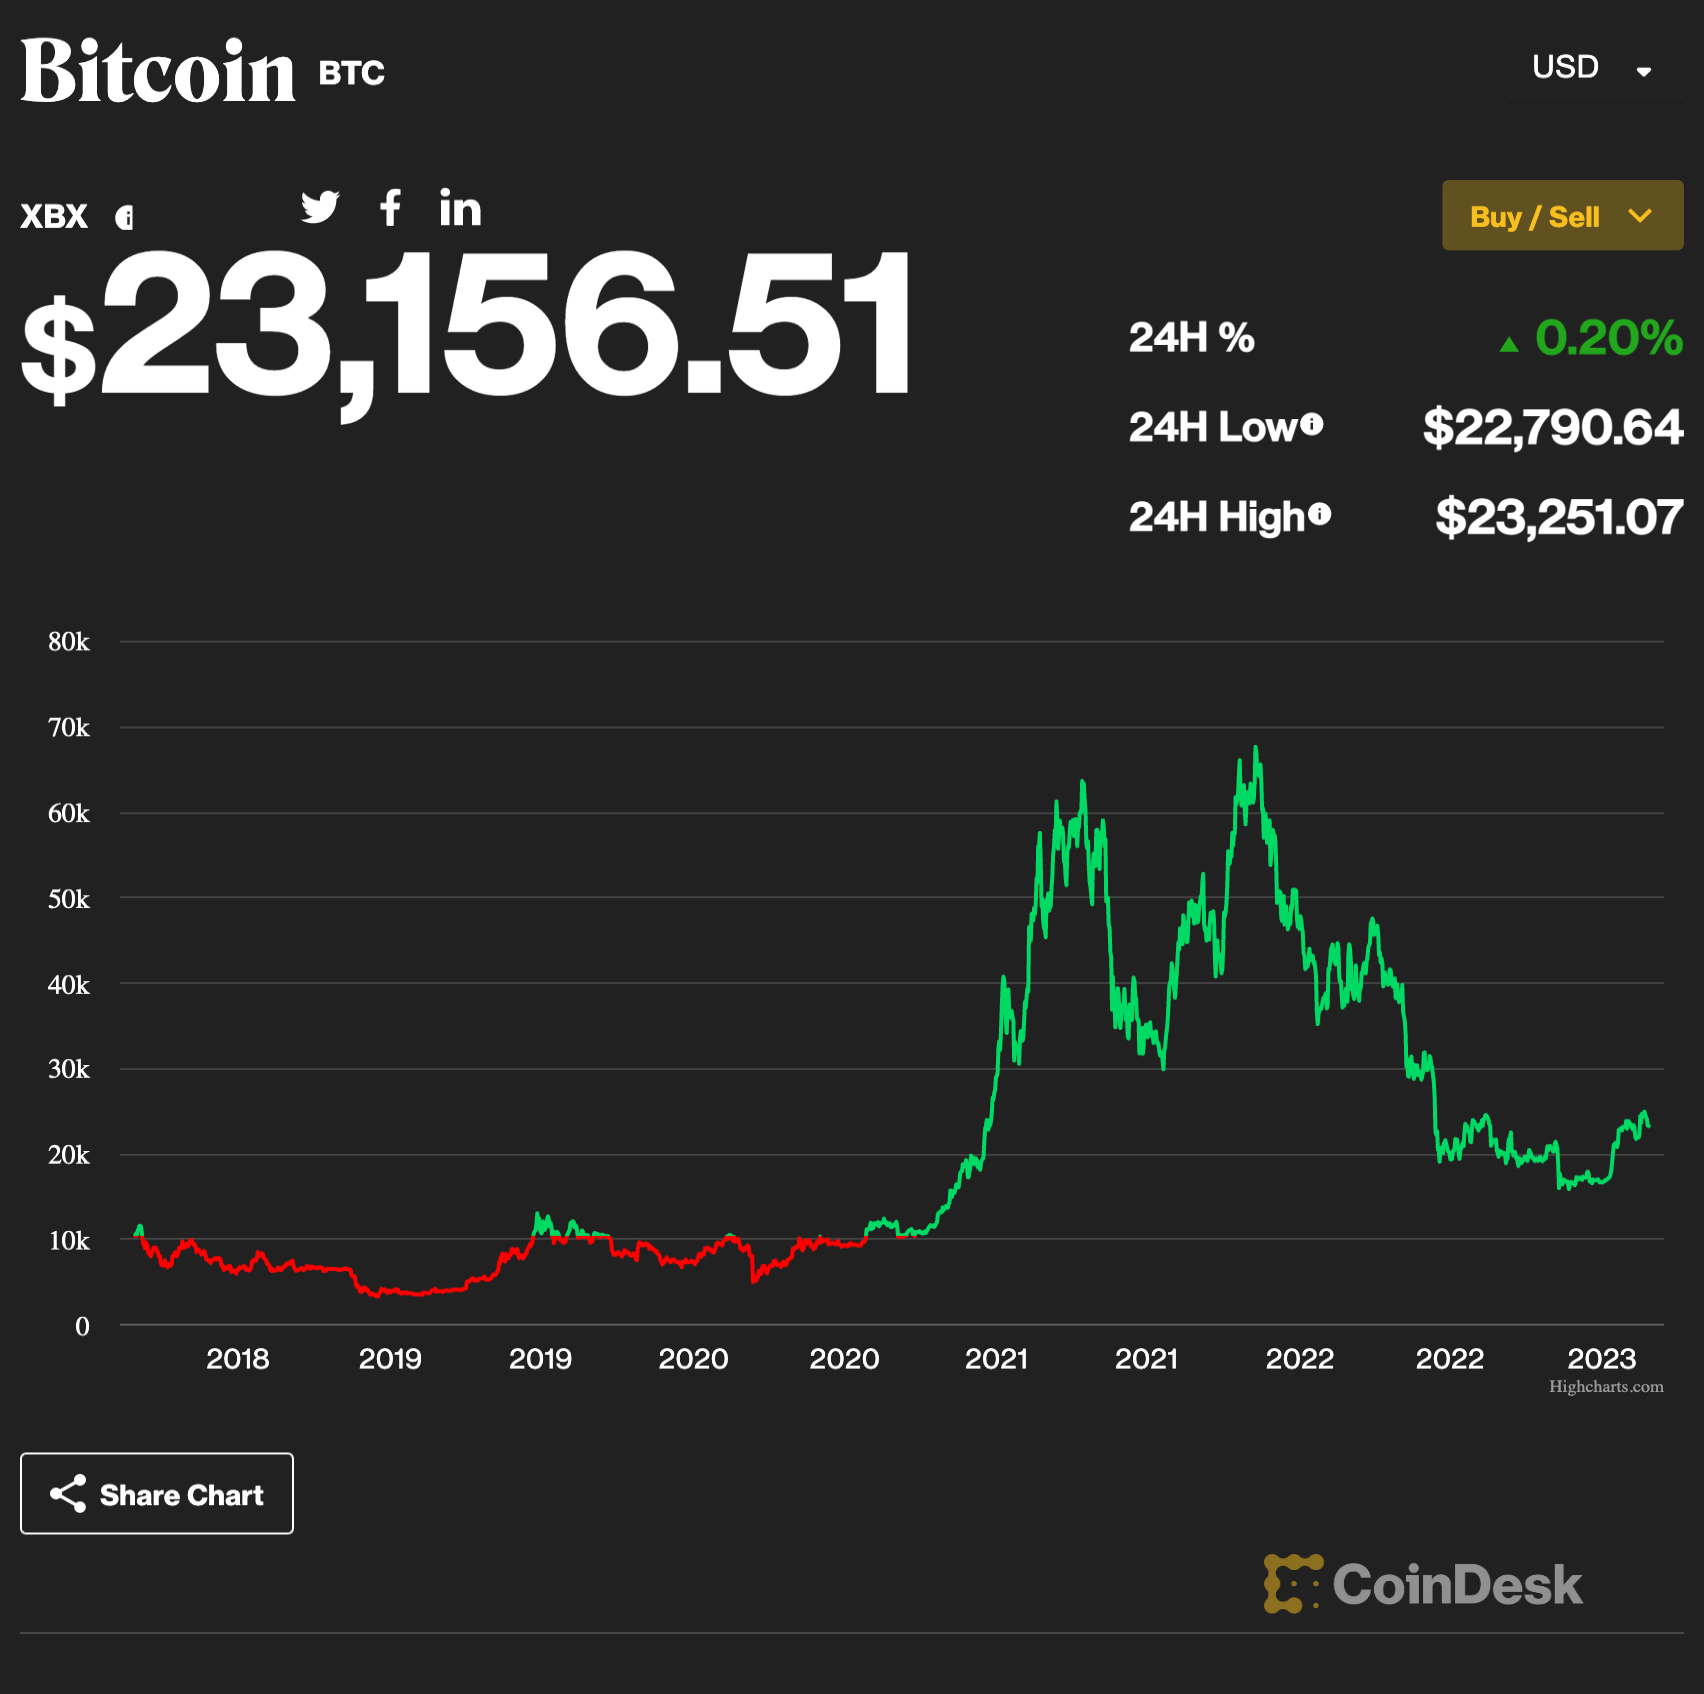 Bitcoin BTC
USD
XBX
Buy / Sell
$23,156.51
24H % 0.20%
24H Low $22,790.64
24H High $23,251.07
80k
70k
60k
50k
40k
30k
20k
10k
0
2018 2019 2019 2020 2020 2021 2021 2022 2022 2023
Highcharts.com
Share Chart
CoinDesk